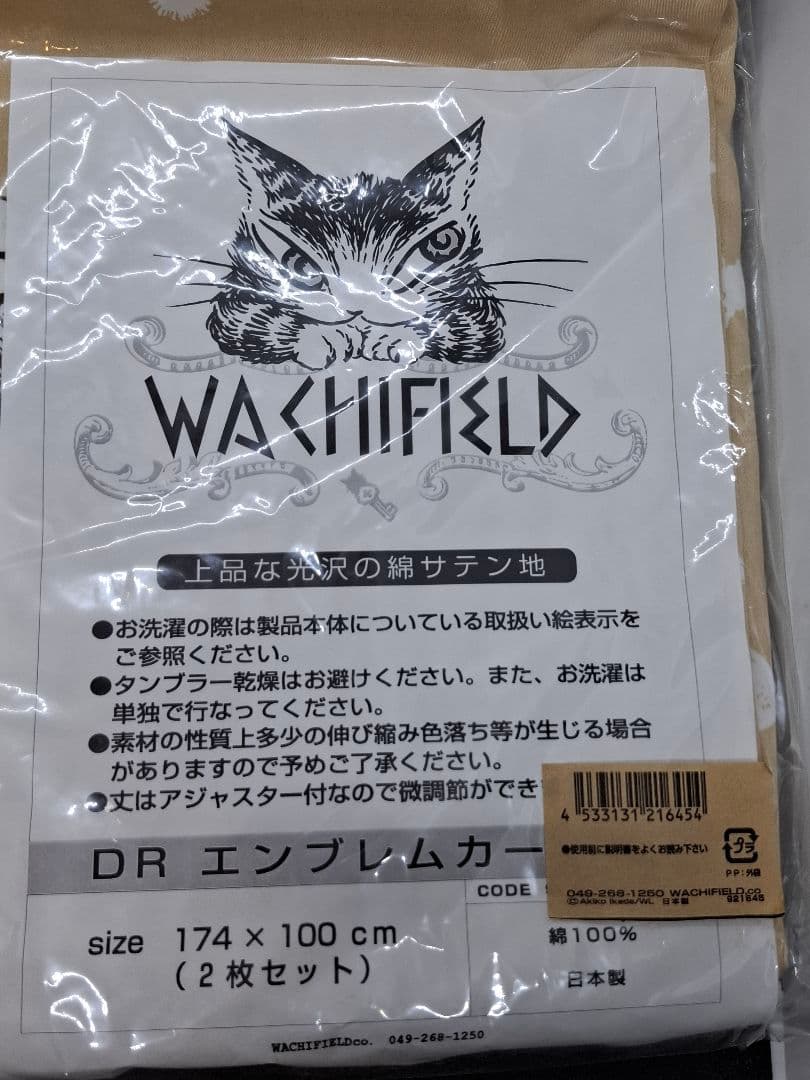 WACHIFIELD
上品な光沢の綿サテン地
●お洗濯の際は製品本体についている取扱い絵表示を
ご参照ください。
●タンブラー乾燥はお避けください。また、お洗濯は
単独で行なってください。
●素材の性質上多少の伸び縮み色落ち等が生じる場合
がありますので予めご了承ください。
●丈はアジャスター付なので微調節ができ
DR エンブレムカー
CODE
size 174 × 100 cm
(2枚セット)
綿100%
日本製
WACHIFIELDco. 049-268-1250
4 533131 216454
●使用前に説明書をよくお読み下さい
プラ
PP:外袋
049-268-1250 WACHIFIELD.co
©Akiko Ikeda/WL 日本製
921645